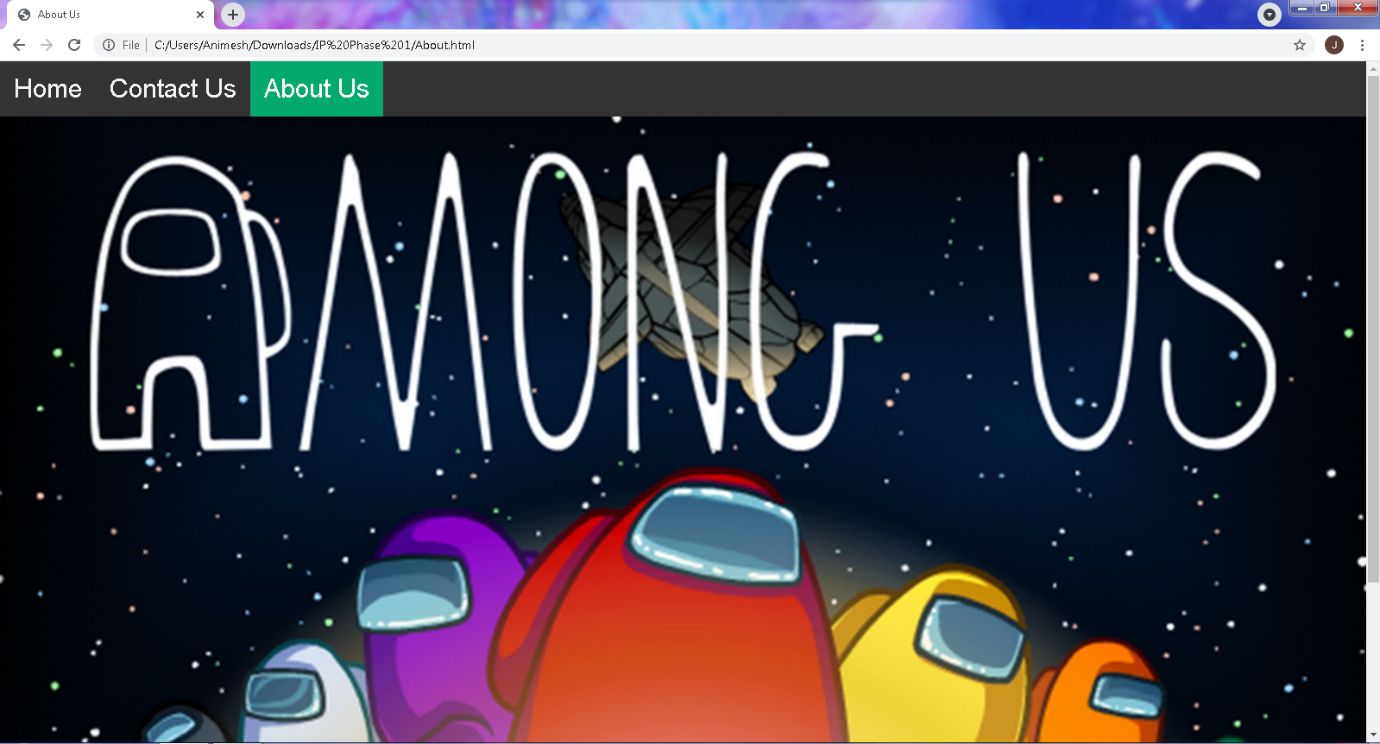 About Us
File
C:/Users/Animesh/Downloads/IP%20Phase%201/About.html
J
Home
Contact Us
About Us
AMONG US